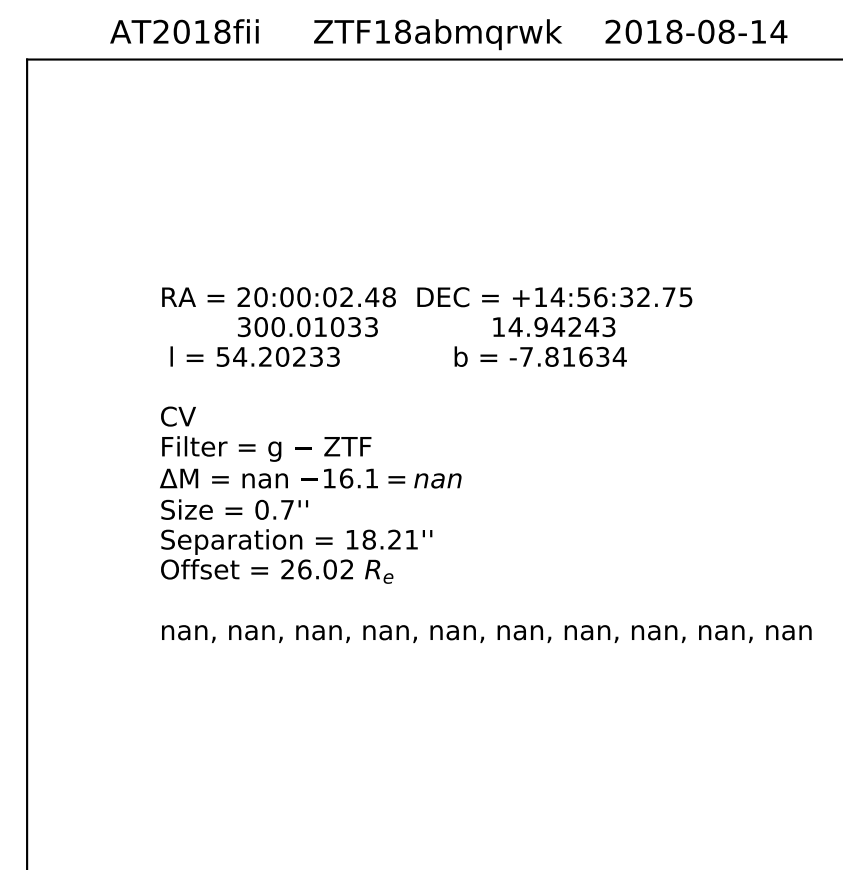 AT2018fii ZTF18abmqrwk 2018-08-14
RA = 20:00:02.48 DEC = +14:56:32.75
300.01033 14.94243
l = 54.20233 b = -7.81634
CV
Filter = g − ZTF
ΔM = nan −16.1 = nan
Size = 0.7''
Separation = 18.21''
Offset = 26.02 Rₑ
nan, nan, nan, nan, nan, nan, nan, nan, nan, nan